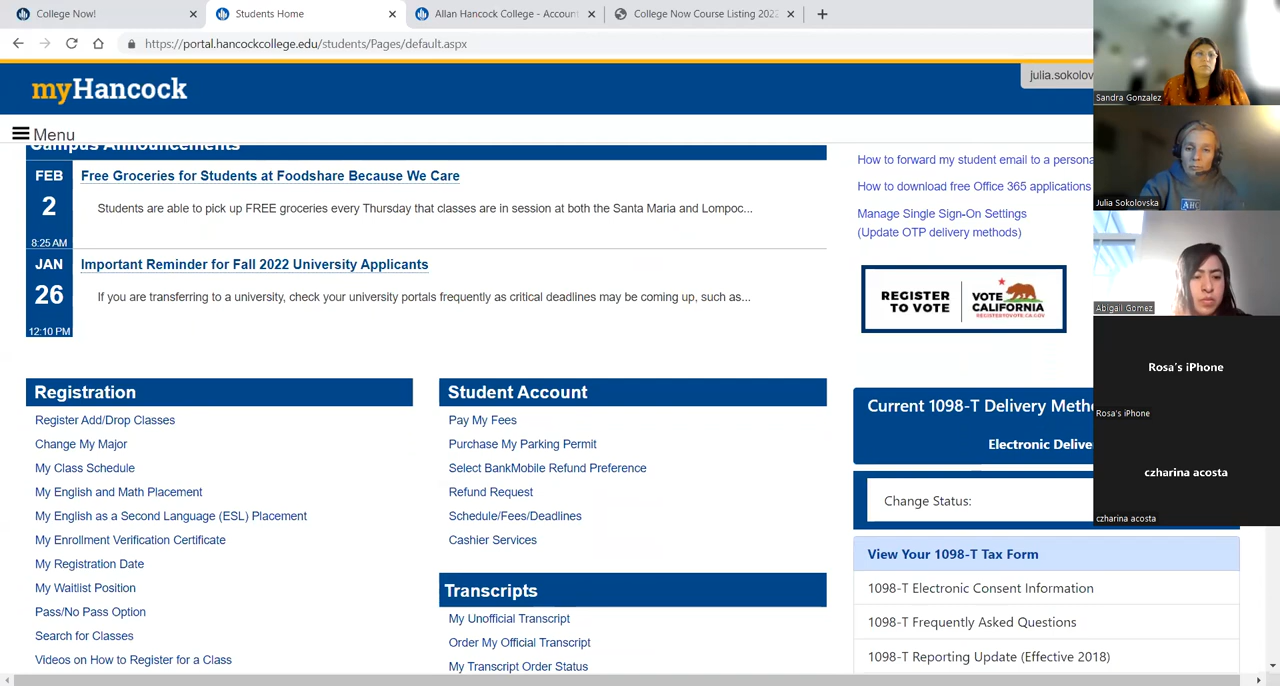 College Now!
Students Home
Allan Hancock College - Account
College Now Course Listing 2022
https://portal.hancockcollege.edu/students/Pages/default.aspx
myHancock
julia.sokolov
Menu
Campus Announcements
FEB
2
8:25 AM
Free Groceries for Students at Foodshare Because We Care
Students are able to pick up FREE groceries every Thursday that classes are in session at both the Santa Maria and Lompoc...
JAN
26
12:10 PM
Important Reminder for Fall 2022 University Applicants
If you are transferring to a university, check your university portals frequently as critical deadlines may be coming up, such as...
Registration
Register Add/Drop Classes
Change My Major
My Class Schedule
My English and Math Placement
My English as a Second Language (ESL) Placement
My Enrollment Verification Certificate
My Registration Date
My Waitlist Position
Pass/No Pass Option
Search for Classes
Videos on How to Register for a Class
Student Account
Pay My Fees
Purchase My Parking Permit
Select BankMobile Refund Preference
Refund Request
Schedule/Fees/Deadlines
Cashier Services
Transcripts
My Unofficial Transcript
Order My Official Transcript
My Transcript Order Status
How to forward my student email to a persona
How to download free Office 365 applications
Manage Single Sign-On Settings
(Update OTP delivery methods)
REGISTER
TO VOTE
VOTE
CALIFORNIA
REGISTERTOVOTE.CA.GOV
Current 1098-T Delivery Meth
Electronic Delive
Change Status:
View Your 1098-T Tax Form
1098-T Electronic Consent Information
1098-T Frequently Asked Questions
1098-T Reporting Update (Effective 2018)
Sandra Gonzalez
AHC
Julia Sokolovska
Abigail Gomez
Rosa's iPhone
Rosa's iPhone
czharina acosta
czharina acosta